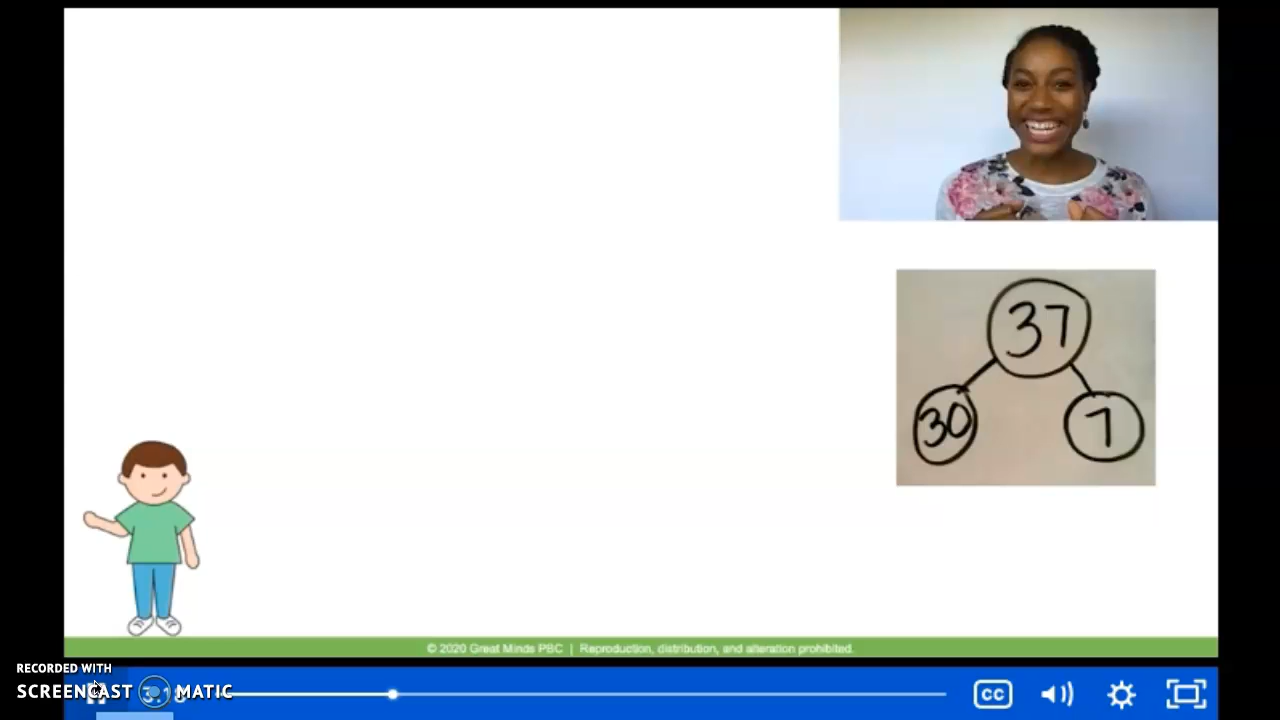 37
30
7
© 2020 Great Minds PBC | Reproduction, distribution, and alteration prohibited.
RECORDED WITH
SCREENCAST MATIC
CC